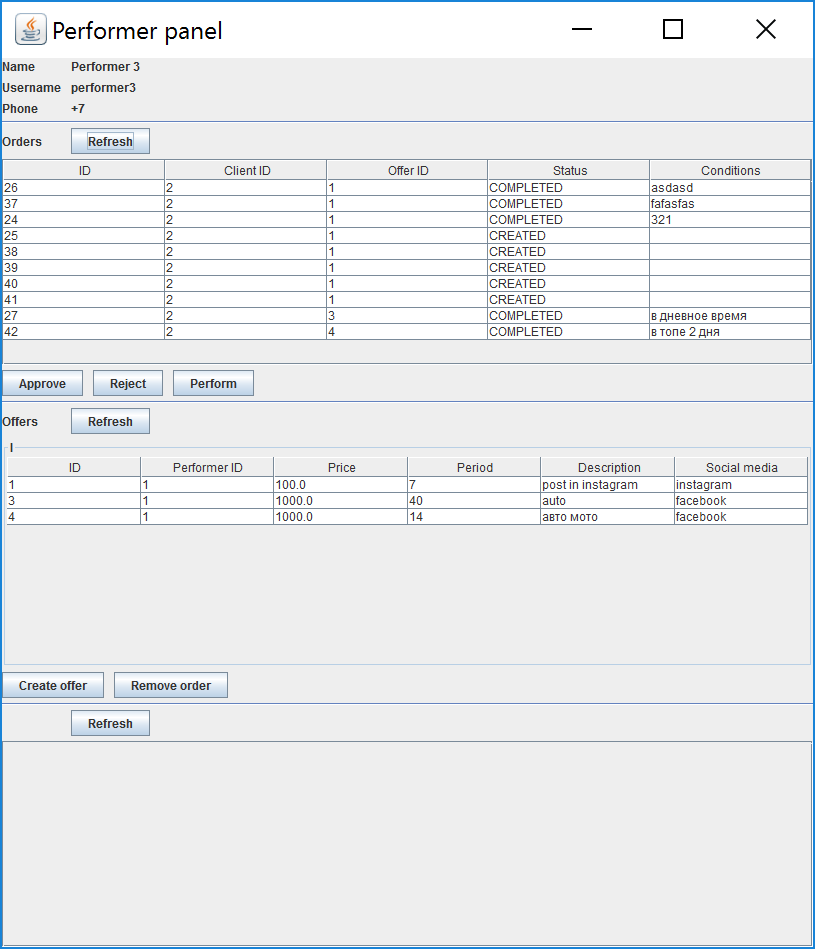 Performer panel
Name Performer 3
Username performer3
Phone +7
Orders Refresh
ID Client ID Offer ID Status Conditions
26 2 1 COMPLETED asdasd
37 2 1 COMPLETED fafasfas
24 2 1 COMPLETED 321
25 2 1 CREATED
38 2 1 CREATED
39 2 1 CREATED
40 2 1 CREATED
41 2 1 CREATED
27 2 3 COMPLETED в дневное время
42 2 4 COMPLETED в топе 2 дня
Approve Reject Perform
Offers Refresh
I
ID Performer ID Price Period Description Social media
1 1 100.0 7 post in instagram instagram
3 1 1000.0 40 auto facebook
4 1 1000.0 14 авто мото facebook
Create offer Remove order
Refresh